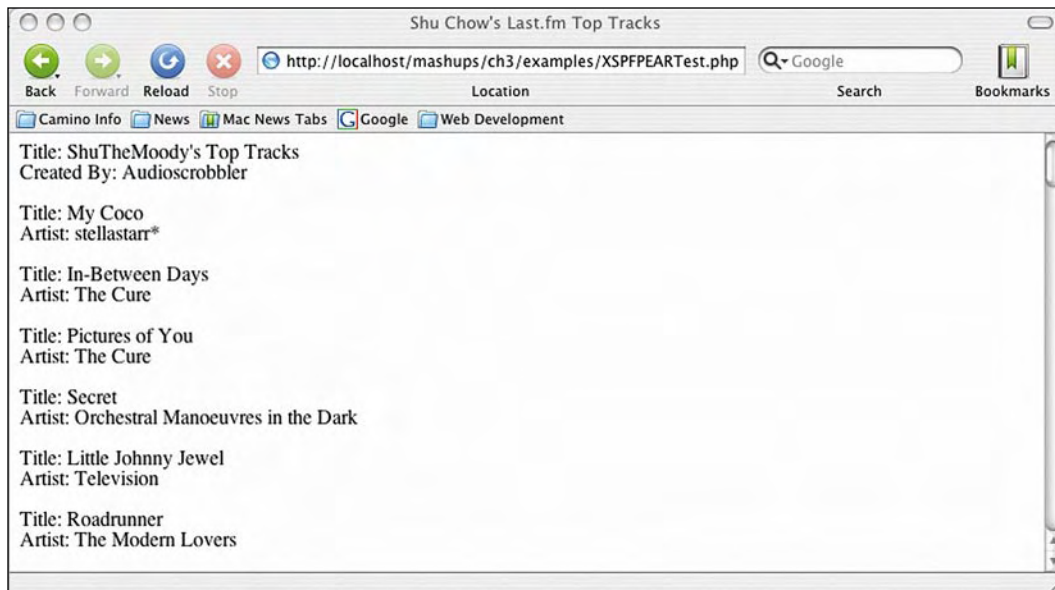 Shu Chow's Last.fm Top Tracks
http://localhost/mashups/ch3/examples/XSPFPEARTest.php
Google
Back Forward Reload Stop Location Search Bookmarks
Camino Info News Mac News Tabs Google Web Development
Title: ShuTheMoody's Top Tracks
Created By: Audioscrobbler
Title: My Coco
Artist: stellastarr*
Title: In-Between Days
Artist: The Cure
Title: Pictures of You
Artist: The Cure
Title: Secret
Artist: Orchestral Manoeuvres in the Dark
Title: Little Johnny Jewel
Artist: Television
Title: Roadrunner
Artist: The Modern Lovers